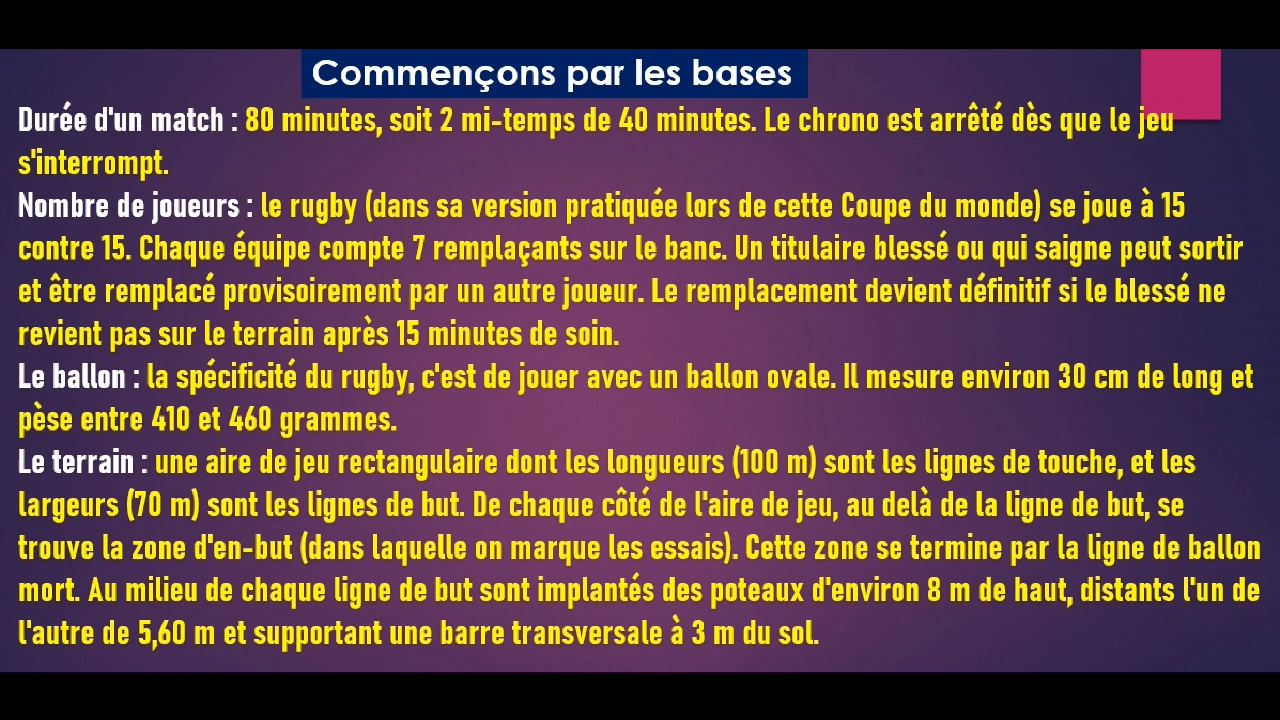 Commençons par les bases
Durée d'un match : 80 minutes, soit 2 mi-temps de 40 minutes. Le chrono est arrêté dès que le jeu
s'interrompt.
Nombre de joueurs : le rugby (dans sa version pratiquée lors de cette Coupe du monde) se joue à 15
contre 15. Chaque équipe compte 7 remplaçants sur le banc. Un titulaire blessé ou qui saigne peut sortir
et être remplacé provisoirement par un autre joueur. Le remplacement devient définitif si le blessé ne
revient pas sur le terrain après 15 minutes de soin.
Le ballon : la spécificité du rugby, c'est de jouer avec un ballon ovale. Il mesure environ 30 cm de long et
pèse entre 410 et 460 grammes.
Le terrain : une aire de jeu rectangulaire dont les longueurs (100 m) sont les lignes de touche, et les
largeurs (70 m) sont les lignes de but. De chaque côté de l'aire de jeu, au delà de la ligne de but, se
trouve la zone d'en-but (dans laquelle on marque les essais). Cette zone se termine par la ligne de ballon
mort. Au milieu de chaque ligne de but sont implantés des poteaux d'environ 8 m de haut, distants l'un de
l'autre de 5,60 m et supportant une barre transversale à 3 m du sol.